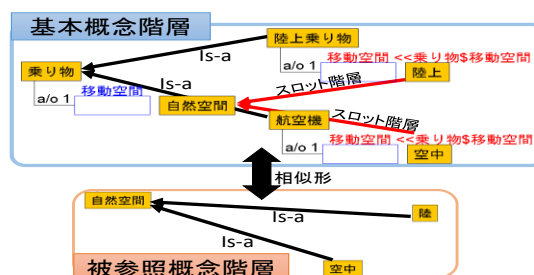 基本概念階層
Is-a
陸上乗り物
a/o 1
移動空間 <<乗り物$移動空間
陸上
乗り物
a/o 1
移動空間
Is-a
自然空間
スロット階層
航空機
スロット階層
a/o 1
移動空間 <<乗り物$移動空間
空中
相似形
自然空間
Is-a
陸
Is-a
空中
被参照概念階層